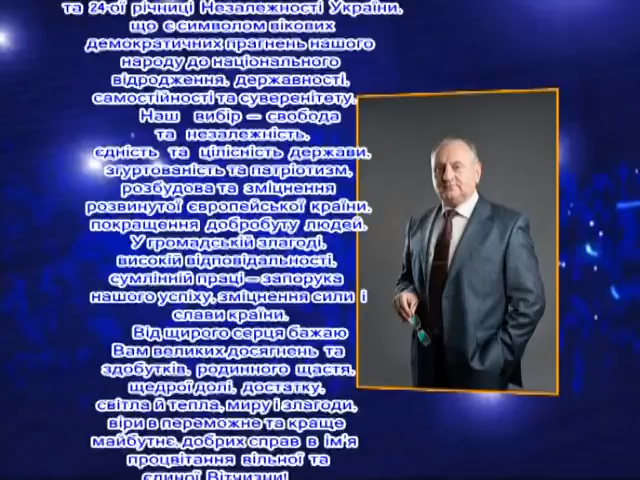 та 24-ої річниці Незалежності України,
що є символом вікових
демократичних прагнень нашого
народу до національного
відродження, державності,
самостійності та суверенітету.
Наш вибір – свобода
та незалежність,
єдність та цілісність держави,
згуртованість та патріотизм,
розбудова та зміцнення
розвинутої європейської країни,
покращення добробуту людей.
У громадській злагоді,
високій відповідальності,
сумлінній праці – запорука
нашого успіху, зміцнення сили і
слави країни.
Від щирого серця бажаю
Вам великих досягнень та
здобутків, родинного щастя,
щедрої долі, достатку,
світла й тепла, миру і злагоди,
віри в переможне та краще
майбутнє, добрих справ в ім'я
процвітання вільної та
єдиної Вітчизни!